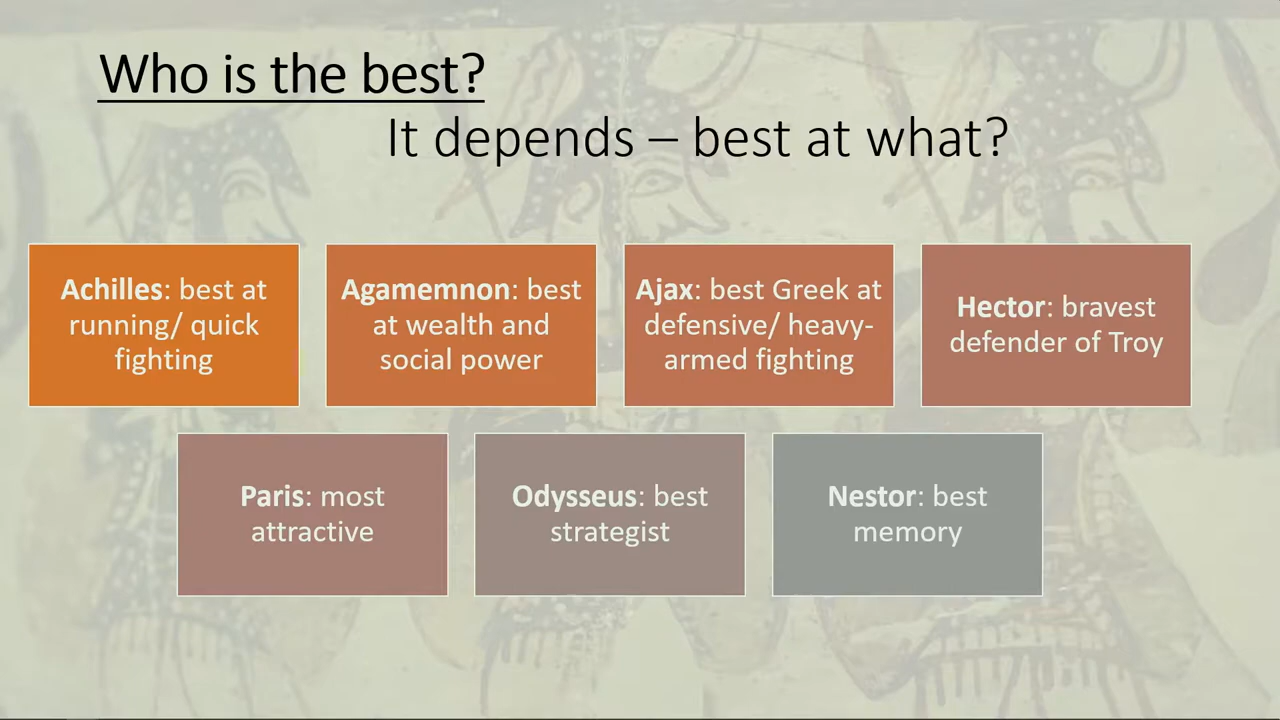 Who is the best?
It depends – best at what?
Achilles: best at
running/ quick
fighting
Agamemnon: best
at wealth and
social power
Ajax: best Greek at
defensive/ heavy-
armed fighting
Hector: bravest
defender of Troy
Paris: most
attractive
Odysseus: best
strategist
Nestor: best
memory